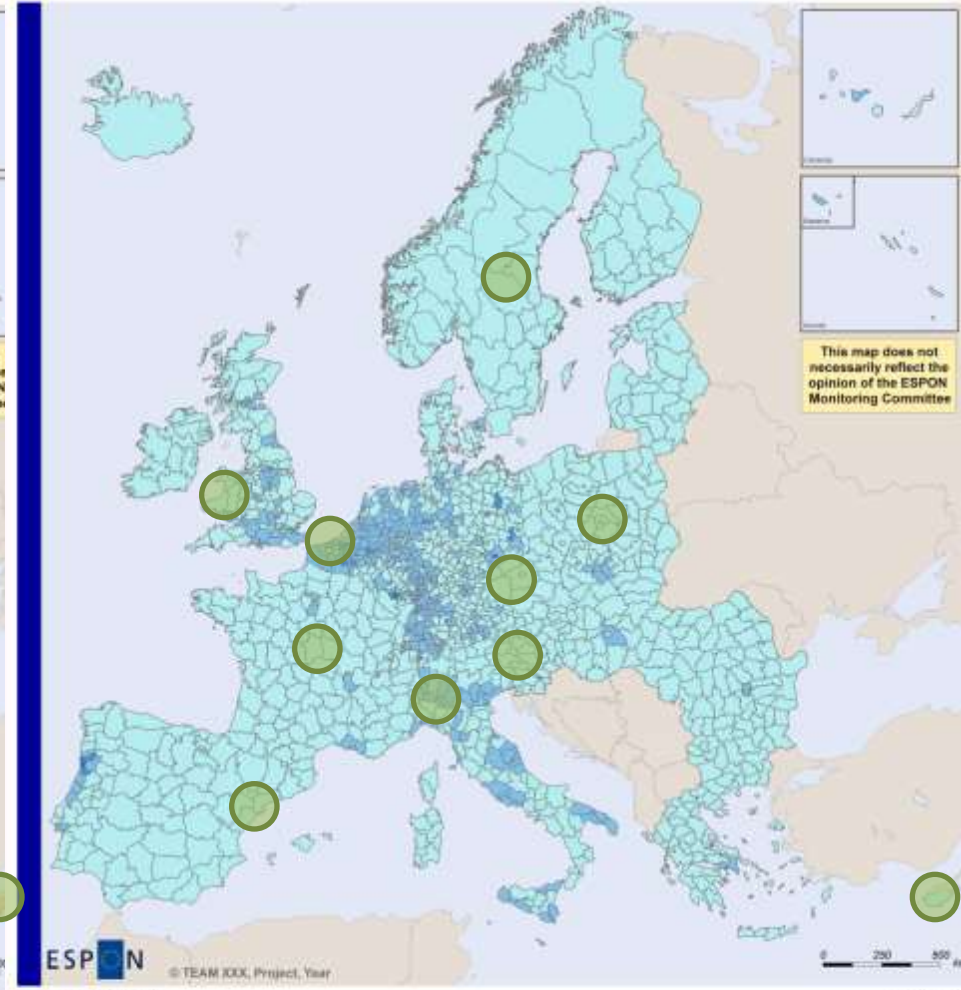 This map does not
necessarily reflect the
opinion of the ESPON
Monitoring Committee
ESPON
© TEAM XXX, Project, Year
0 250 500